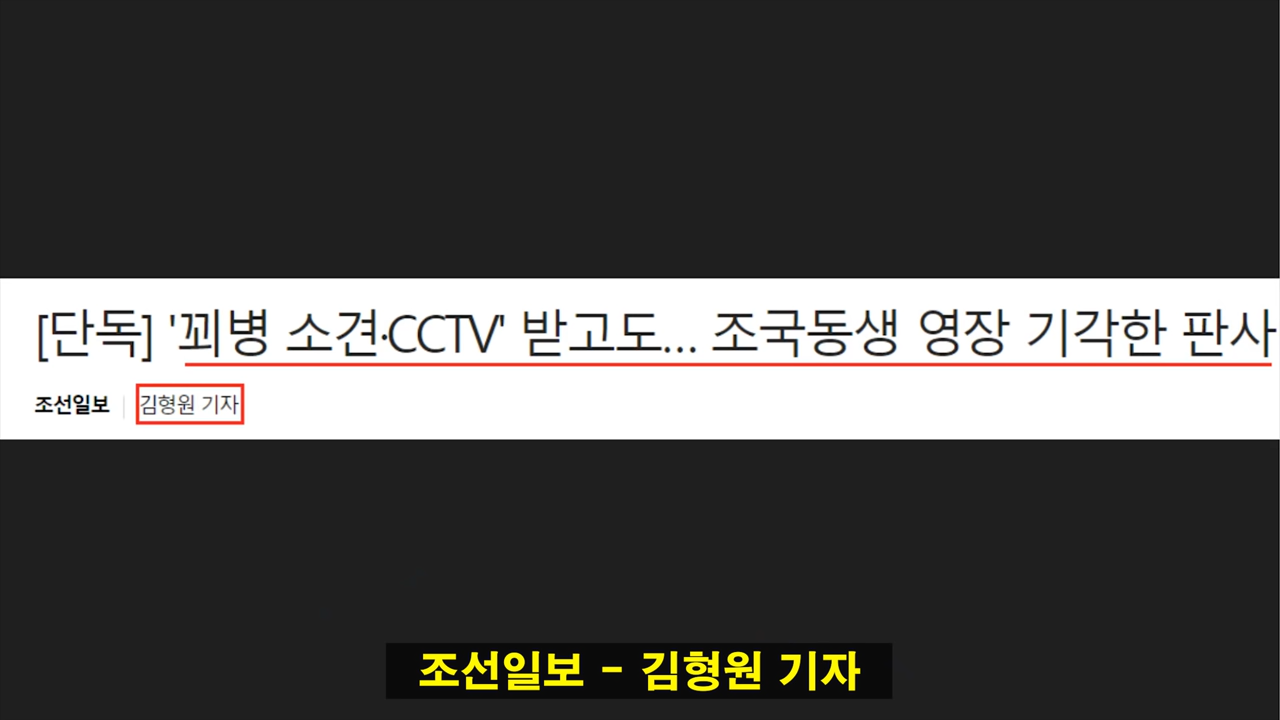 [단독] '꾀병 소견·CCTV' 받고도... 조국동생 영장 기각한 판사
조선일보 김형원 기자
조선일보 - 김형원 기자